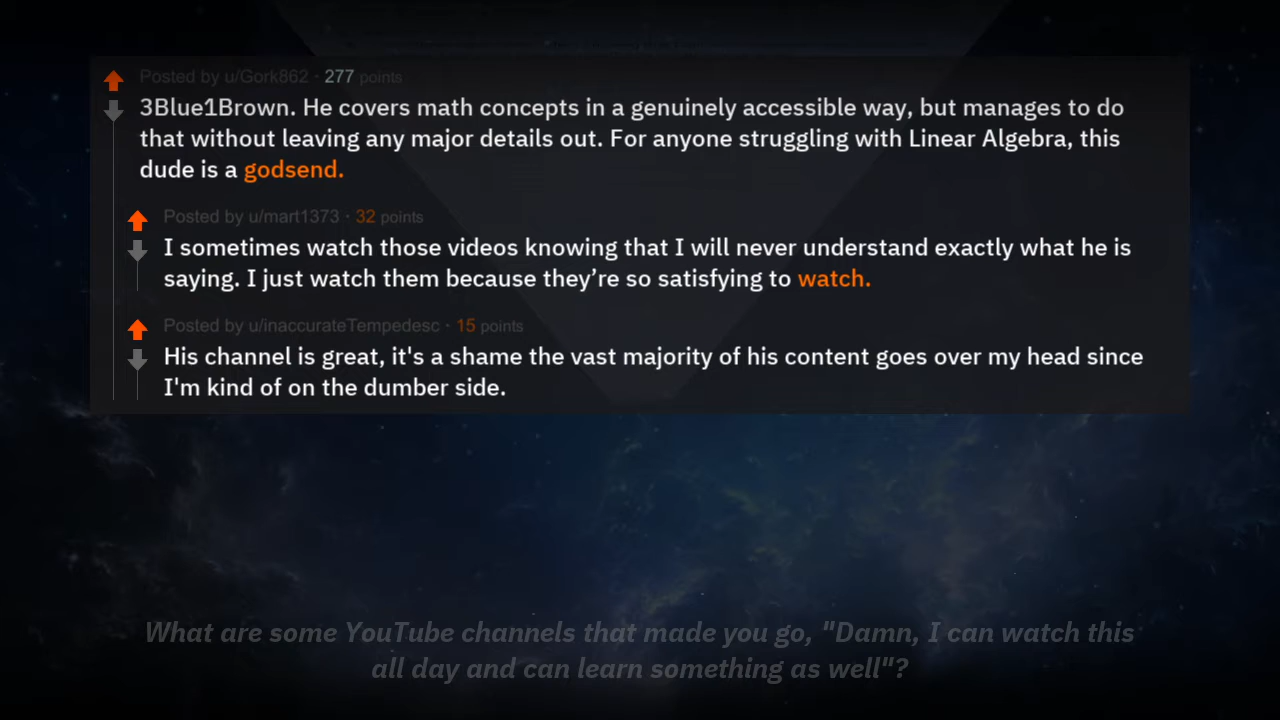 Posted by u/Gork862 · 277 points
3Blue1Brown. He covers math concepts in a genuinely accessible way, but manages to do
that without leaving any major details out. For anyone struggling with Linear Algebra, this
dude is a godsend.
Posted by u/mart1373 · 32 points
I sometimes watch those videos knowing that I will never understand exactly what he is
saying. I just watch them because they’re so satisfying to watch.
Posted by u/inaccurateTempedesc · 15 points
His channel is great, it's a shame the vast majority of his content goes over my head since
I'm kind of on the dumber side.
What are some YouTube channels that made you go, "Damn, I can watch this
all day and can learn something as well"?